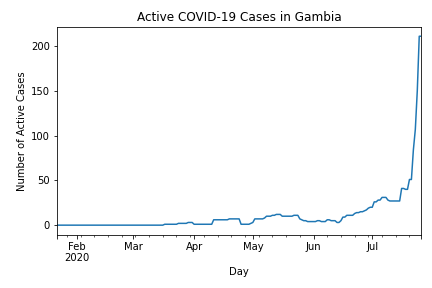 Active COVID-19 Cases in Gambia
Number of Active Cases
200
150
100
50
0
Feb
2020
Mar
Apr
May
Jun
Jul
Day